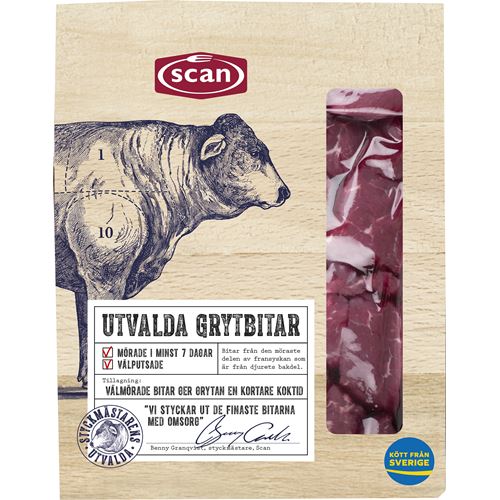 scan
1
10
UTVALDA GRYTBITAR
MÖRADE I MINST 7 DAGAR
VÄLPUTSADE
Bitar från den möraste
delen av fransyskan som
är från djurets bakdel.
Tillagning:
VÄLMÖRADE BITAR GER GRYTAN EN KORTARE KOKTID
"VI STYCKAR UT DE FINASTE BITARNA
MED OMSORG"
Benny Granqvist, styckmästare, Scan
STYCKMÄSTARENS
UTVALDA
KÖTT FRÅN
SVERIGE